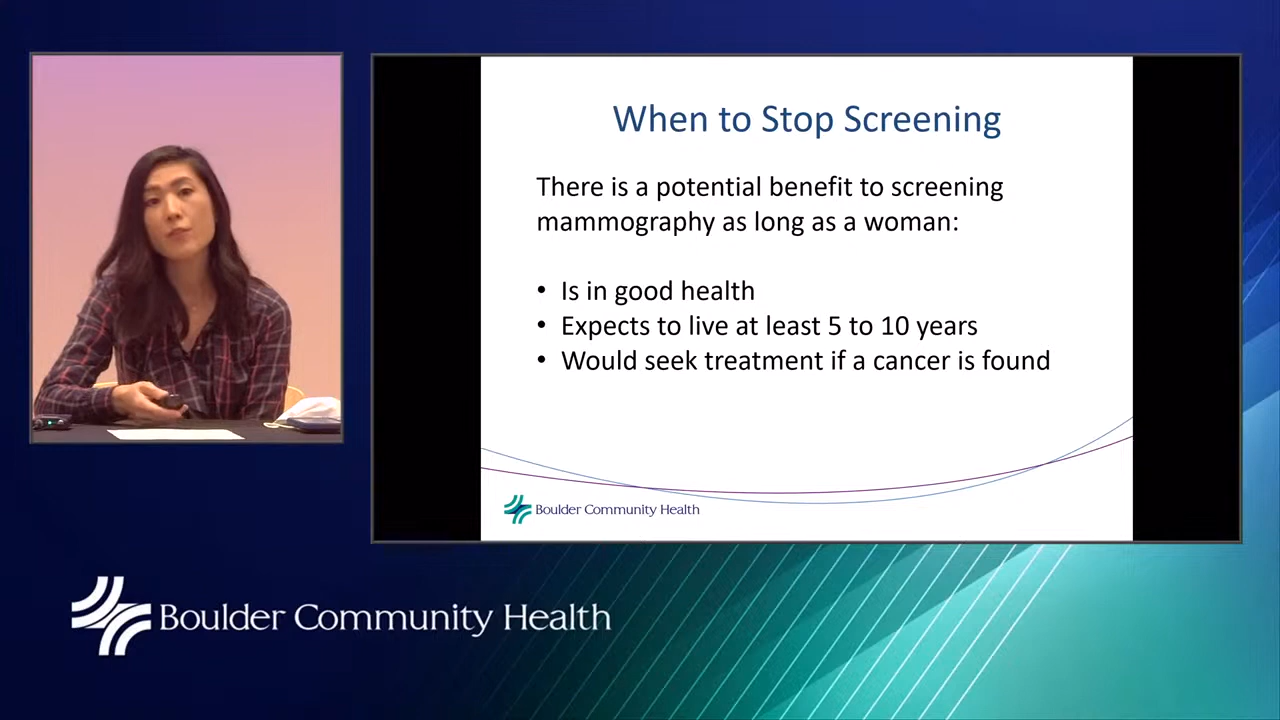 When to Stop Screening
There is a potential benefit to screening
mammography as long as a woman:
• Is in good health
• Expects to live at least 5 to 10 years
• Would seek treatment if a cancer is found
Boulder Community Health
Boulder Community Health